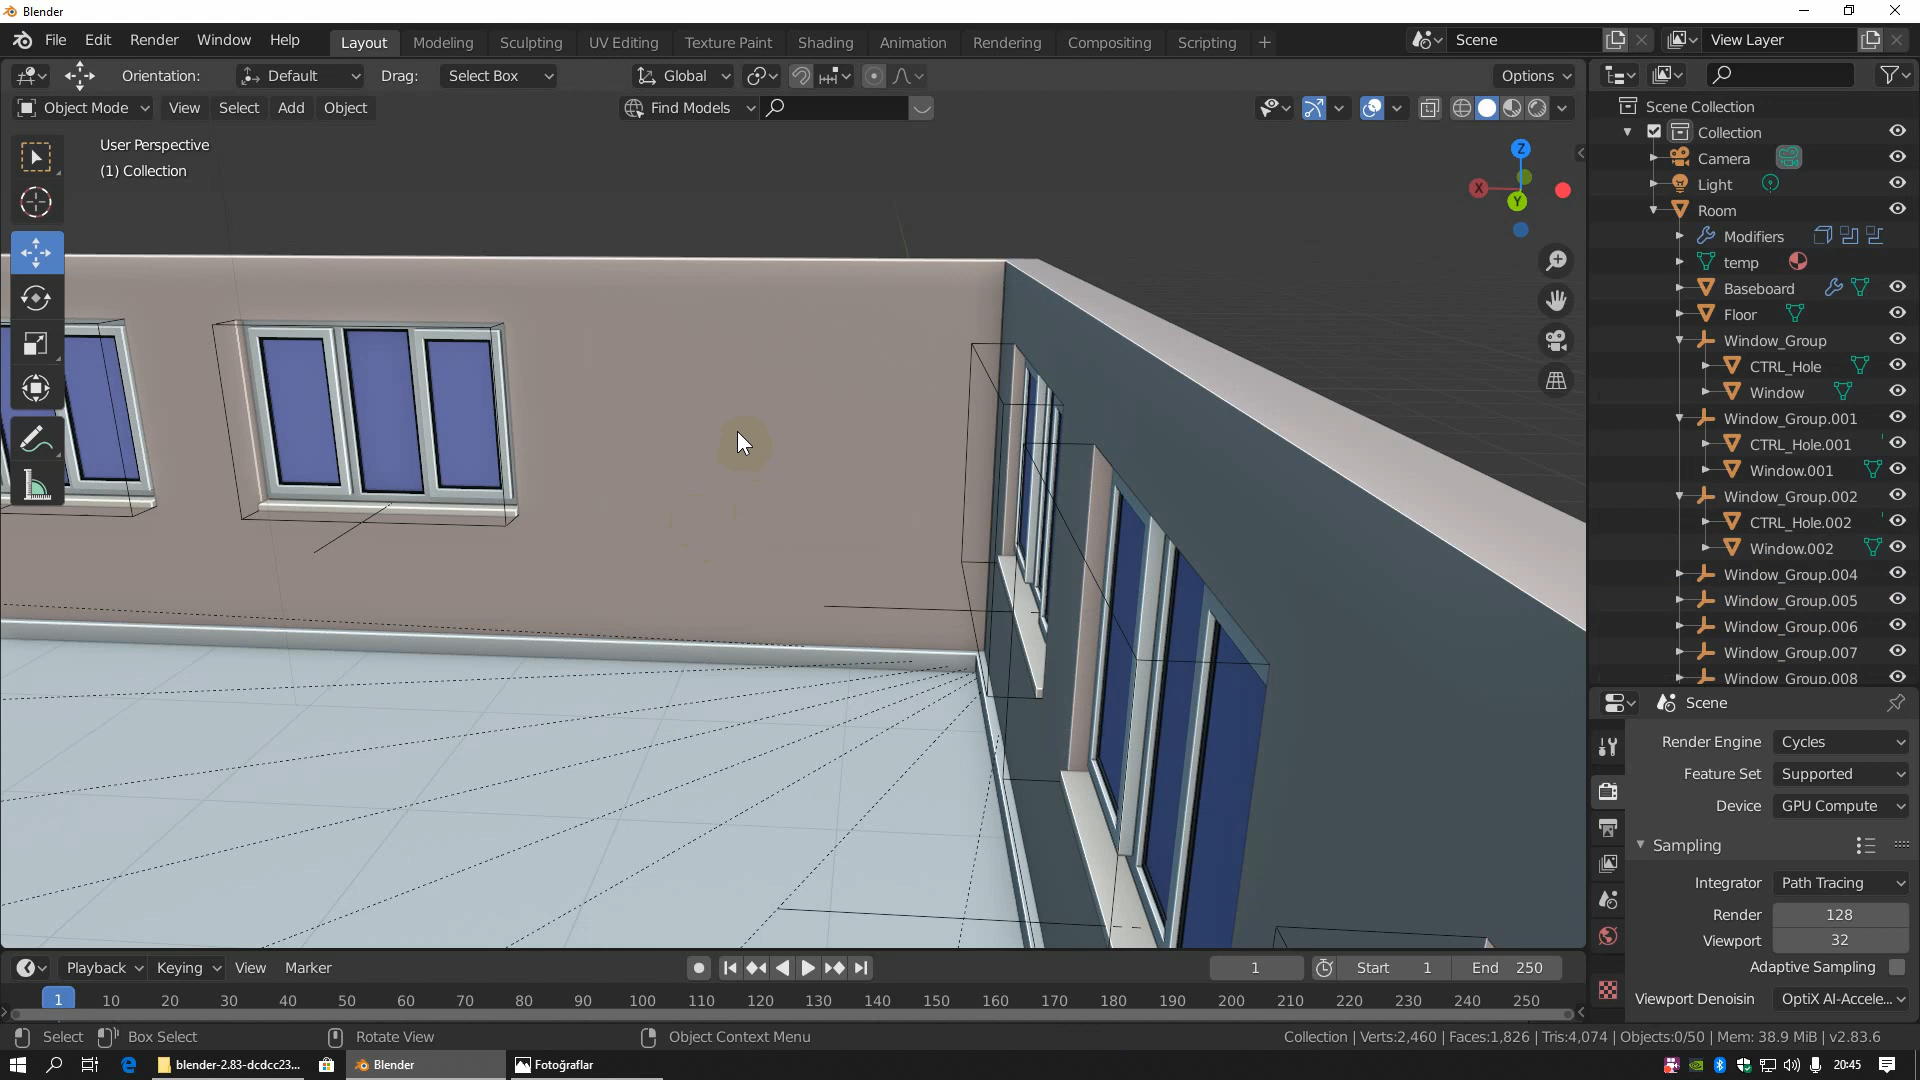 Blender
File Edit Render Window Help
Layout Modeling Sculpting UV Editing Texture Paint Shading Animation Rendering Compositing Scripting
Scene
View Layer
Orientation: Default Drag: Select Box
Global
Options
Object Mode View Select Add Object
Find Models
User Perspective
(1) Collection
Z
X
Y
Scene Collection
Collection
Camera
Light
Room
Modifiers
temp
Baseboard
Floor
Window_Group
CTRL_Hole
Window
Window_Group.001
CTRL_Hole.001
Window.001
Window_Group.002
CTRL_Hole.002
Window.002
Window_Group.004
Window_Group.005
Window_Group.006
Window_Group.007
Window_Group.008
Scene
Render Engine Cycles
Feature Set Supported
Device GPU Compute
Sampling
Integrator Path Tracing
Render 128
Viewport 32
Adaptive Sampling
Viewport Denoisin OptiX AI-Accele...
Playback Keying View Marker
1
Start 1
End 250
1 10 20 30 40 50 60 70 80 90 100 110 120 130 140 150 160 170 180 190 200 210 220 230 240 250
Select Box Select Rotate View Object Context Menu
Collection | Verts:2,460 | Faces:1,826 | Tris:4,074 | Objects:0/50 | Mem: 38.9 MiB | v2.83.6
blender-2.83-dcdcc23... Blender Fotoğraflar 20:45